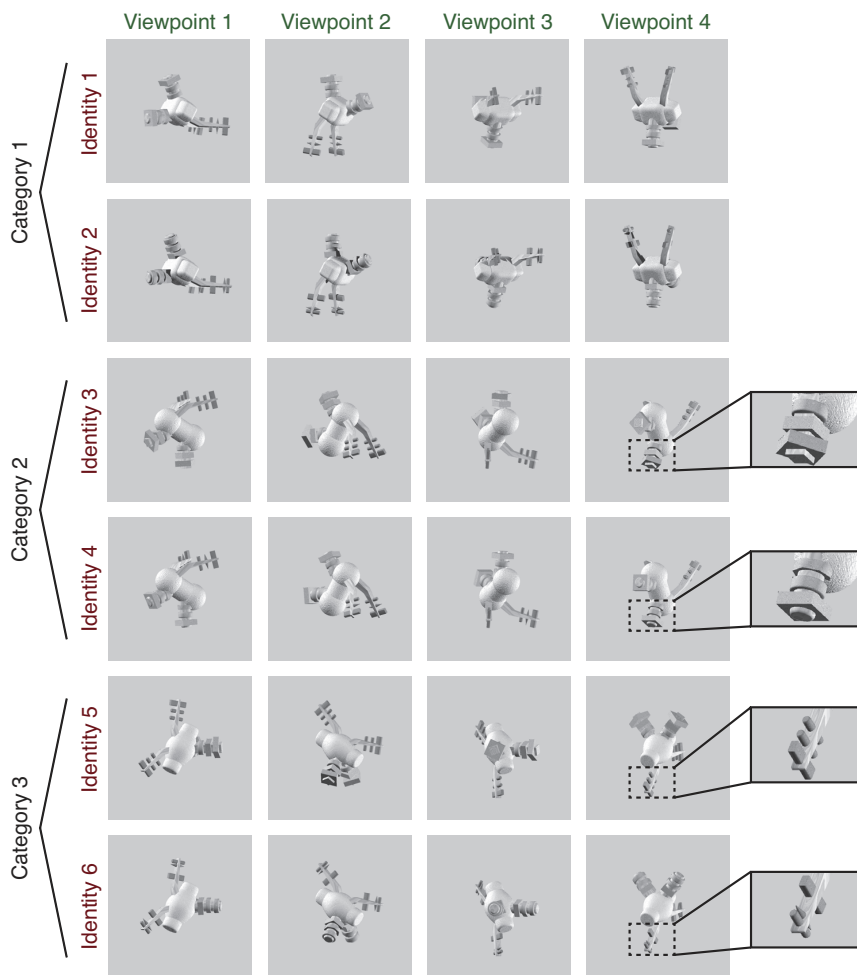 Viewpoint 1 Viewpoint 2 Viewpoint 3 Viewpoint 4
Category 1
Identity 1
Identity 2
Category 2
Identity 3
Identity 4
Category 3
Identity 5
Identity 6